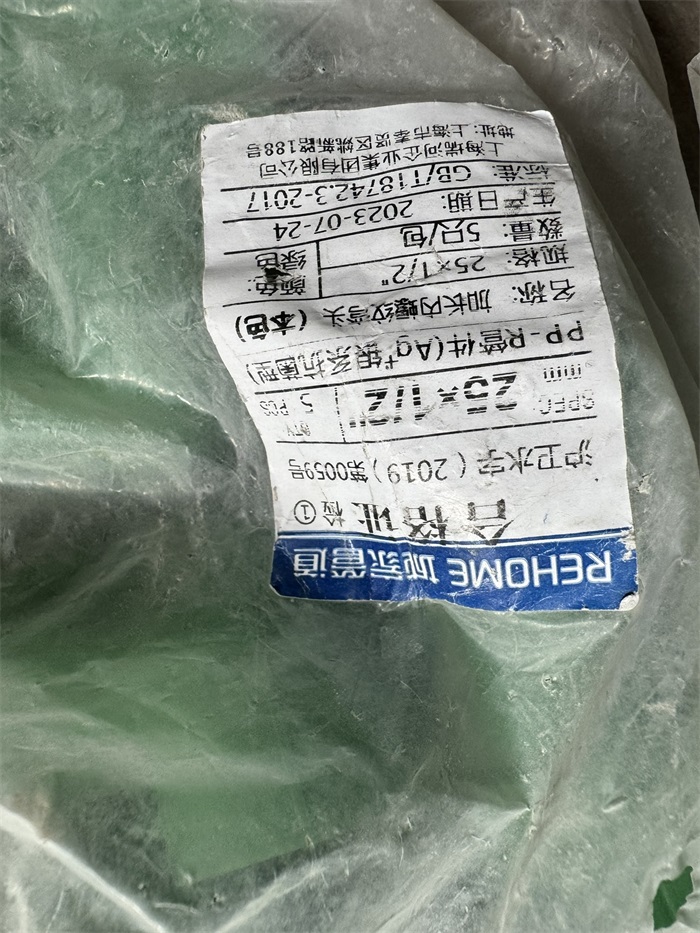 REHOME 城家管道
合格证 检①
沪卫水字（2019）第0059号
SPEC mm 25×1/2" QTY 5 PCS
PP-R管件(Ag⁺银系抗菌型)
名称: 加长内螺纹弯头 (本色)
规格: 25×1/2" 颜色: 绿色
数量: 5只/包
生产日期: 2023-07-24
标准: GB/T18742.3-2017
上海瑞河企业集团有限公司
地址: 上海市奉贤区姚新路188号